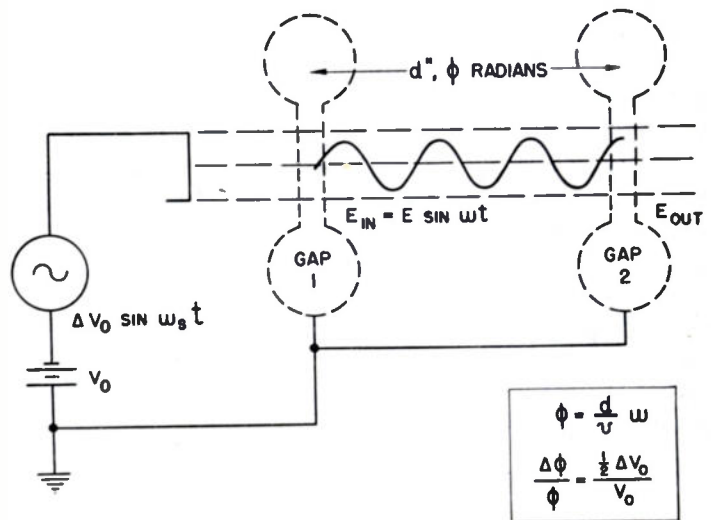 d", φ RADIANS
E_IN = E SIN ωt
E_OUT
GAP
1
GAP
2
ΔV₀ SIN ω_s t
V₀
φ = d/v ω
Δφ/φ = ½ ΔV₀/V₀